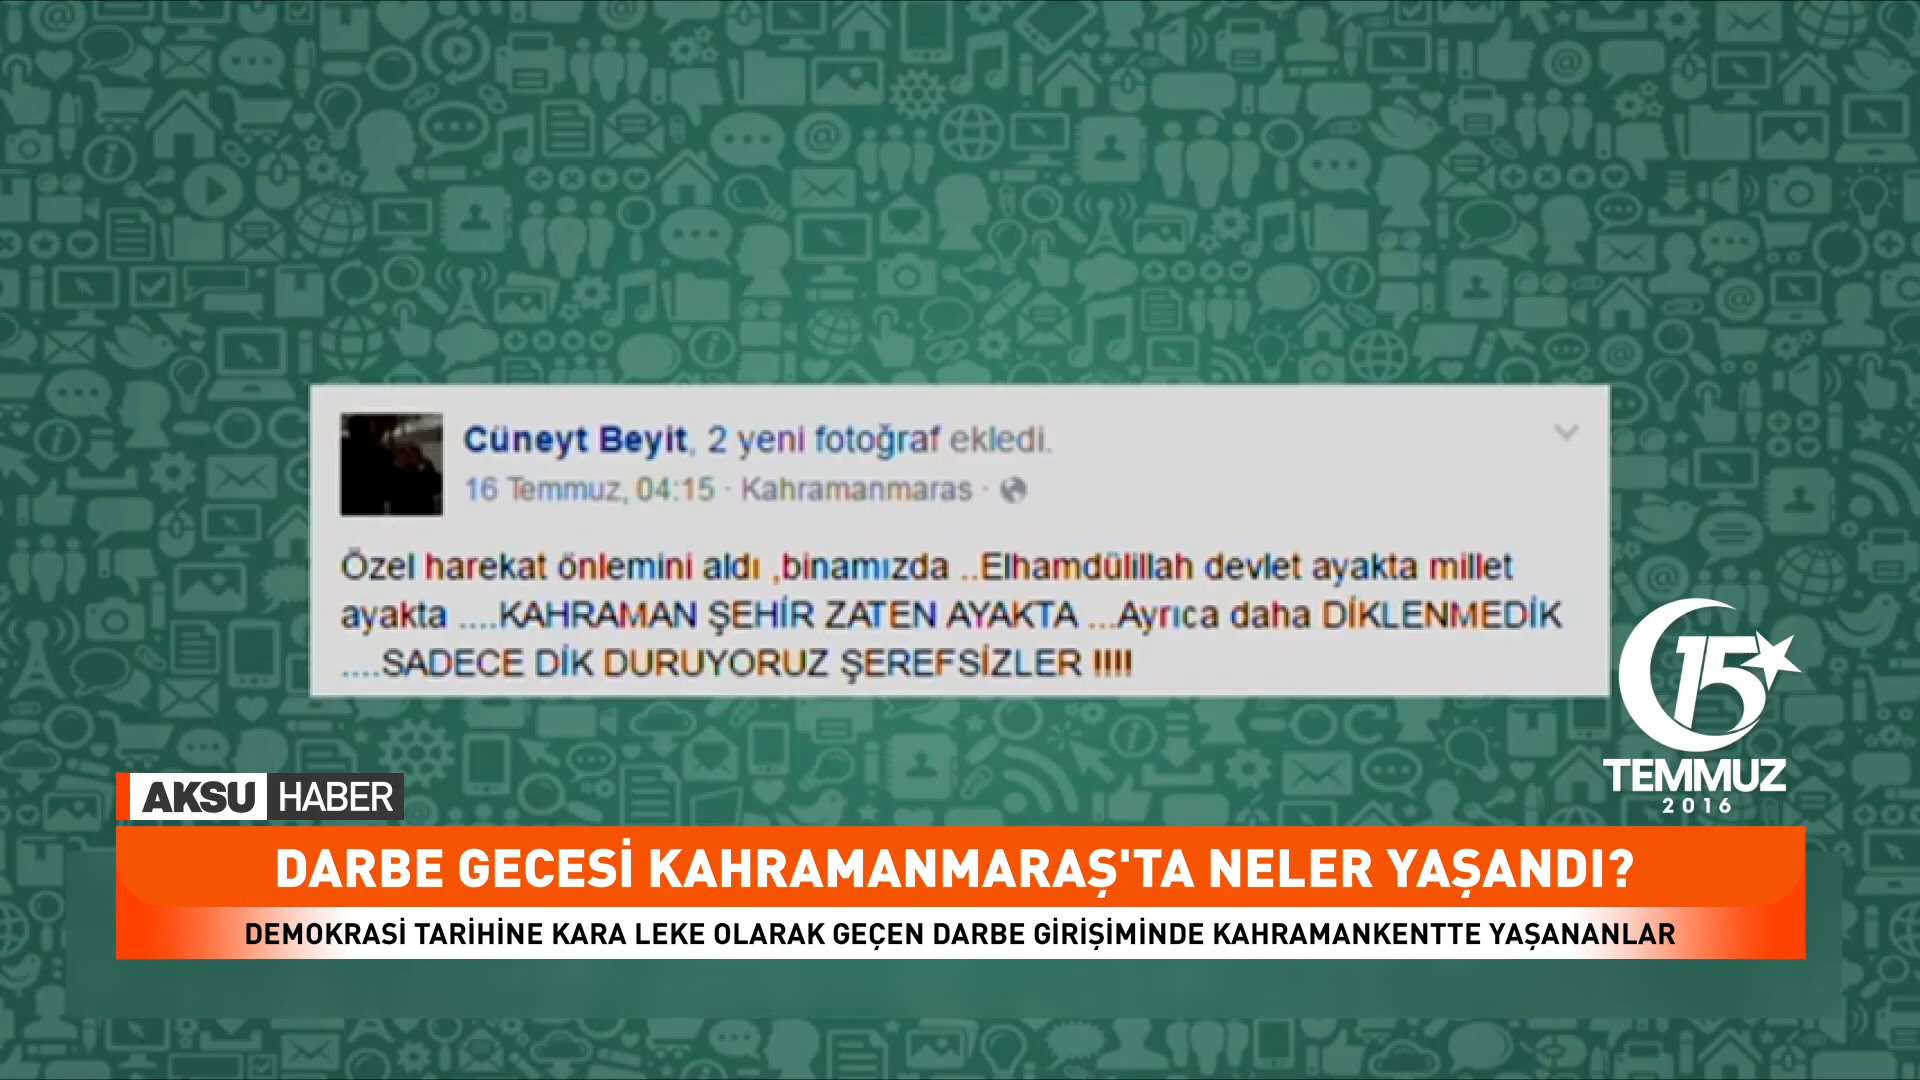 Cüneyt Beyit, 2 yeni fotoğraf ekledi.
16 Temmuz, 04:15 · Kahramanmaras ·
Özel harekat önlemini aldı ,binamızda ..Elhamdülillah devlet ayakta millet
ayakta ....KAHRAMAN ŞEHİR ZATEN AYAKTA ...Ayrıca daha DİKLENMEDİK
....SADECE DİK DURUYORUZ ŞEREFSİZLER !!!!
15
TEMMUZ
2016
AKSU HABER
DARBE GECESİ KAHRAMANMARAŞ'TA NELER YAŞANDI?
DEMOKRASİ TARİHİNE KARA LEKE OLARAK GEÇEN DARBE GİRİŞİMİNDE KAHRAMANKENTTE YAŞANANLAR